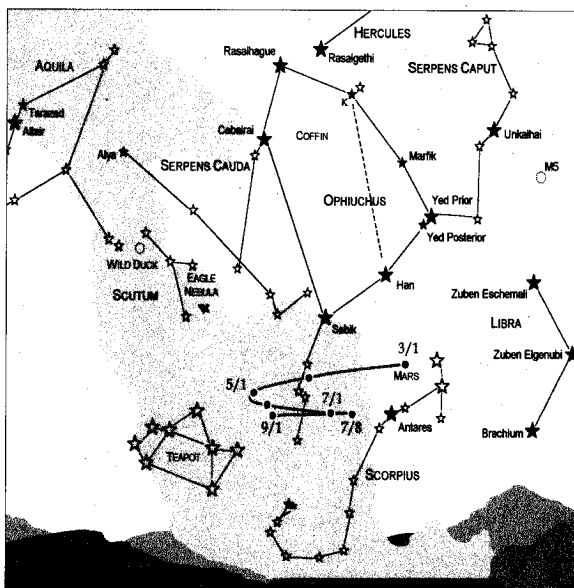 HERCULES
Rasalhague
Rasalgethi
SERPENS CAPUT
AQUILA
Tarazed
Altair
Alya
SERPENS CAUDA
Cebalrai
COFFIN
K
Marfik
Unkalhai
M5
OPHIUCHUS
Yed Prior
Yed Posterior
WILD DUCK
EAGLE
NEBULA
SCUTUM
Han
Sabik
Zuben Eschemali
LIBRA
Zuben Elgenubi
Brachium
3/1
MARS
5/1
7/1
9/1
7/8
Antares
TEAPOT
SCORPIUS